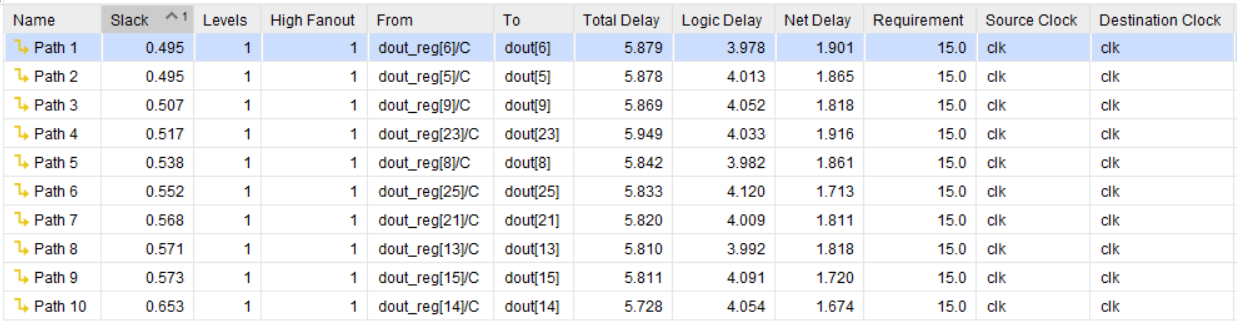 Name Slack 1 Levels High Fanout From To Total Delay Logic Delay Net Delay Requirement Source Clock Destination Clock
Path 1 0.495 1 1 dout_reg[6]/C dout[6] 5.879 3.978 1.901 15.0 clk clk
Path 2 0.495 1 1 dout_reg[5]/C dout[5] 5.878 4.013 1.865 15.0 clk clk
Path 3 0.507 1 1 dout_reg[9]/C dout[9] 5.869 4.052 1.818 15.0 clk clk
Path 4 0.517 1 1 dout_reg[23]/C dout[23] 5.949 4.033 1.916 15.0 clk clk
Path 5 0.538 1 1 dout_reg[8]/C dout[8] 5.842 3.982 1.861 15.0 clk clk
Path 6 0.552 1 1 dout_reg[25]/C dout[25] 5.833 4.120 1.713 15.0 clk clk
Path 7 0.568 1 1 dout_reg[21]/C dout[21] 5.820 4.009 1.811 15.0 clk clk
Path 8 0.571 1 1 dout_reg[13]/C dout[13] 5.810 3.992 1.818 15.0 clk clk
Path 9 0.573 1 1 dout_reg[15]/C dout[15] 5.811 4.091 1.720 15.0 clk clk
Path 10 0.653 1 1 dout_reg[14]/C dout[14] 5.728 4.054 1.674 15.0 clk clk